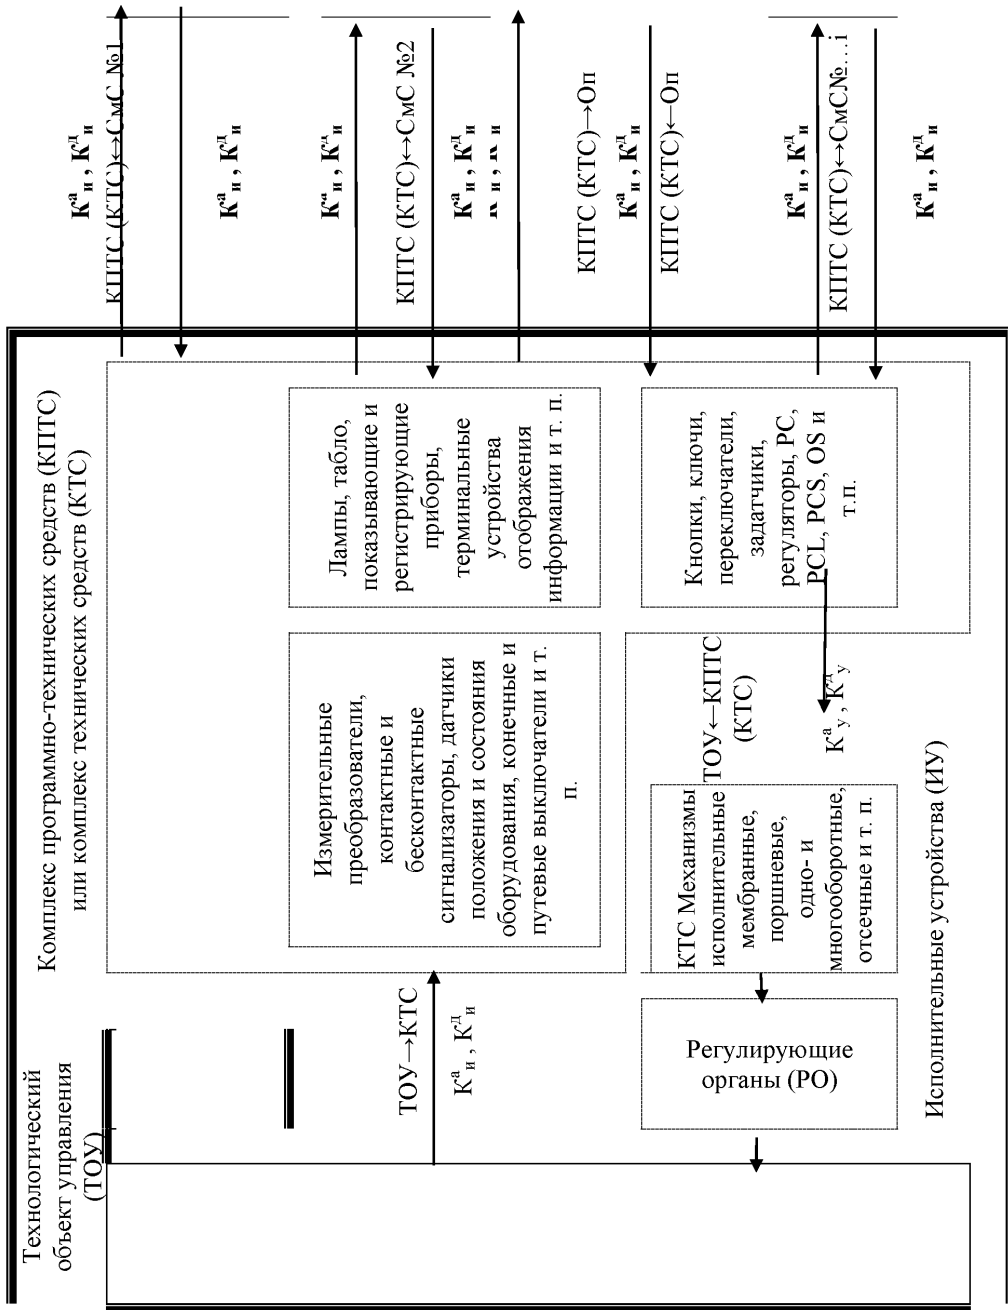 Технологический
объект управления
(ТОУ)
Комплекс программно-технических средств (КПТС)
или комплекс технических средств (КТС)
КПТС (КТС)↔СмС №1
Кᵃи , Кᵈи
Кᵃи , Кᵈи
Измерительные
преобразователи,
контактные и
бесконтактные
сигнализаторы, датчики
положения и состояния
оборудования, конечные и
путевые выключатели и т.
п.
Лампы, табло,
показывающие и
регистрирующие
приборы,
терминальные
устройства
отображения
информации и т. п.
Кᵃи , Кᵈи
КПТС (КТС)↔СмС №2
Кᵃи , Кᵈи
ТОУ→КТС
Кᵃи , Кᵈи
КПТС (КТС)→Оп
Кᵃи , Кᵈи
КПТС (КТС)←Оп
Регулирующие
органы (РО)
КТС Механизмы
исполнительные
мембранные,
поршневые,
одно- и
многооборотные,
отсечные и т. п.
ТОУ←КПТС
(КТС)
Кᵃу , Кᵈу
Кнопки, ключи,
переключатели,
задатчики,
регуляторы, PC,
PCL, PCS, OS и
т.п.
Кᵃи , Кᵈи
КПТС (КТС)↔СмС№…i
Кᵃи , Кᵈи
Исполнительные устройства (ИУ)